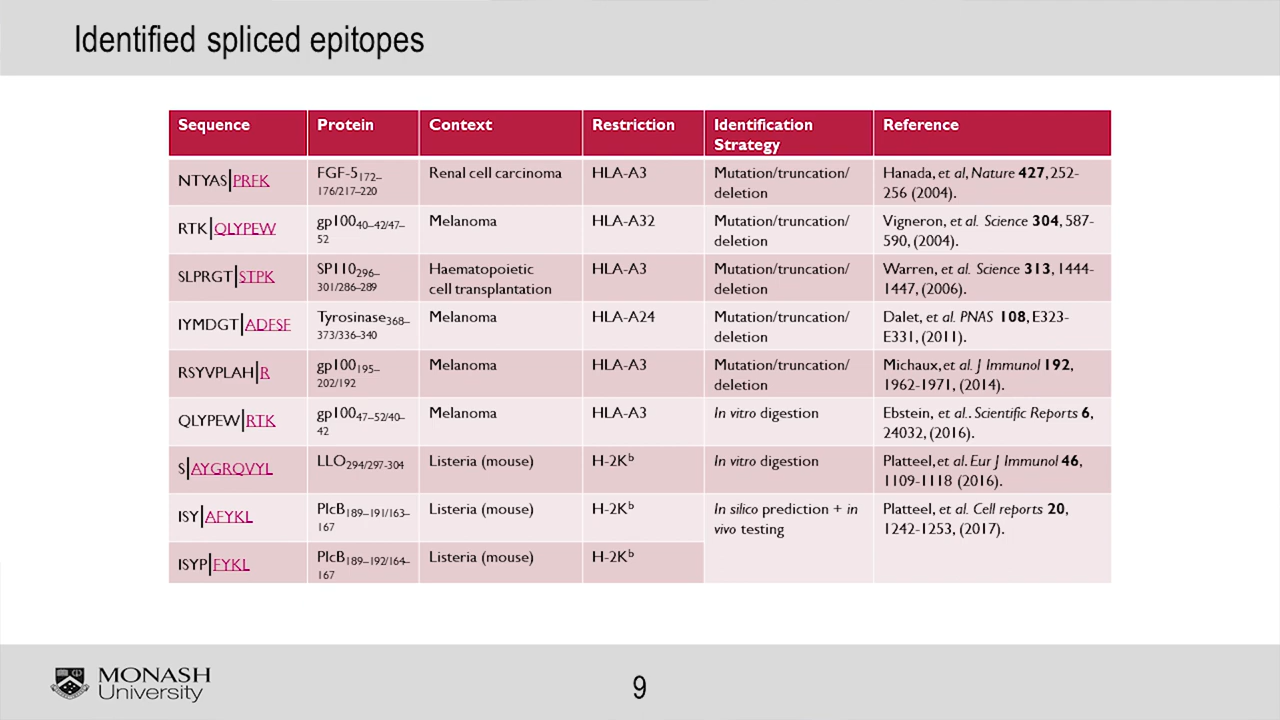 Identified spliced epitopes
Sequence Protein Context Restriction Identification Strategy Reference
NTYAS|PRFK FGF-5172–176/217–220 Renal cell carcinoma HLA-A3 Mutation/truncation/deletion Hanada, et al, Nature 427, 252-256 (2004).
RTK|QLYPEW gp10040–42/47–52 Melanoma HLA-A32 Mutation/truncation/deletion Vigneron, et al. Science 304, 587-590, (2004).
SLPRGT|STPK SP110296–301/286–289 Haematopoietic cell transplantation HLA-A3 Mutation/truncation/deletion Warren, et al. Science 313, 1444-1447, (2006).
IYMDGT|ADFSF Tyrosinase368–373/336–340 Melanoma HLA-A24 Mutation/truncation/deletion Dalet, et al. PNAS 108, E323-E331, (2011).
RSYVPLAH|R gp100195–202/192 Melanoma HLA-A3 Mutation/truncation/deletion Michaux, et al. J Immunol 192, 1962-1971, (2014).
QLYPEW|RTK gp10047–52/40–42 Melanoma HLA-A3 In vitro digestion Ebstein, et al.. Scientific Reports 6, 24032, (2016).
S|AYGRQVYL LLO294/297-304 Listeria (mouse) H-2Kb In vitro digestion Platteel, et al. Eur J Immunol 46, 1109-1118 (2016).
ISY|AFYKL PlcB189–191/163–167 Listeria (mouse) H-2Kb In silico prediction + in vivo testing Platteel, et al. Cell reports 20, 1242-1253, (2017).
ISYP|FYKL PlcB189–192/164–167 Listeria (mouse) H-2Kb
MONASH University
9